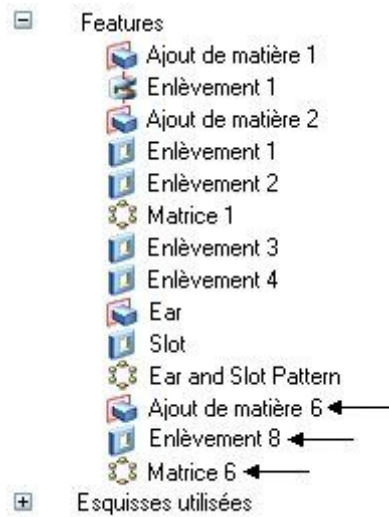 Features
Ajout de matière 1
Enlèvement 1
Ajout de matière 2
Enlèvement 1
Enlèvement 2
Matrice 1
Enlèvement 3
Enlèvement 4
Ear
Slot
Ear and Slot Pattern
Ajout de matière 6
Enlèvement 8
Matrice 6
Esquisses utilisées